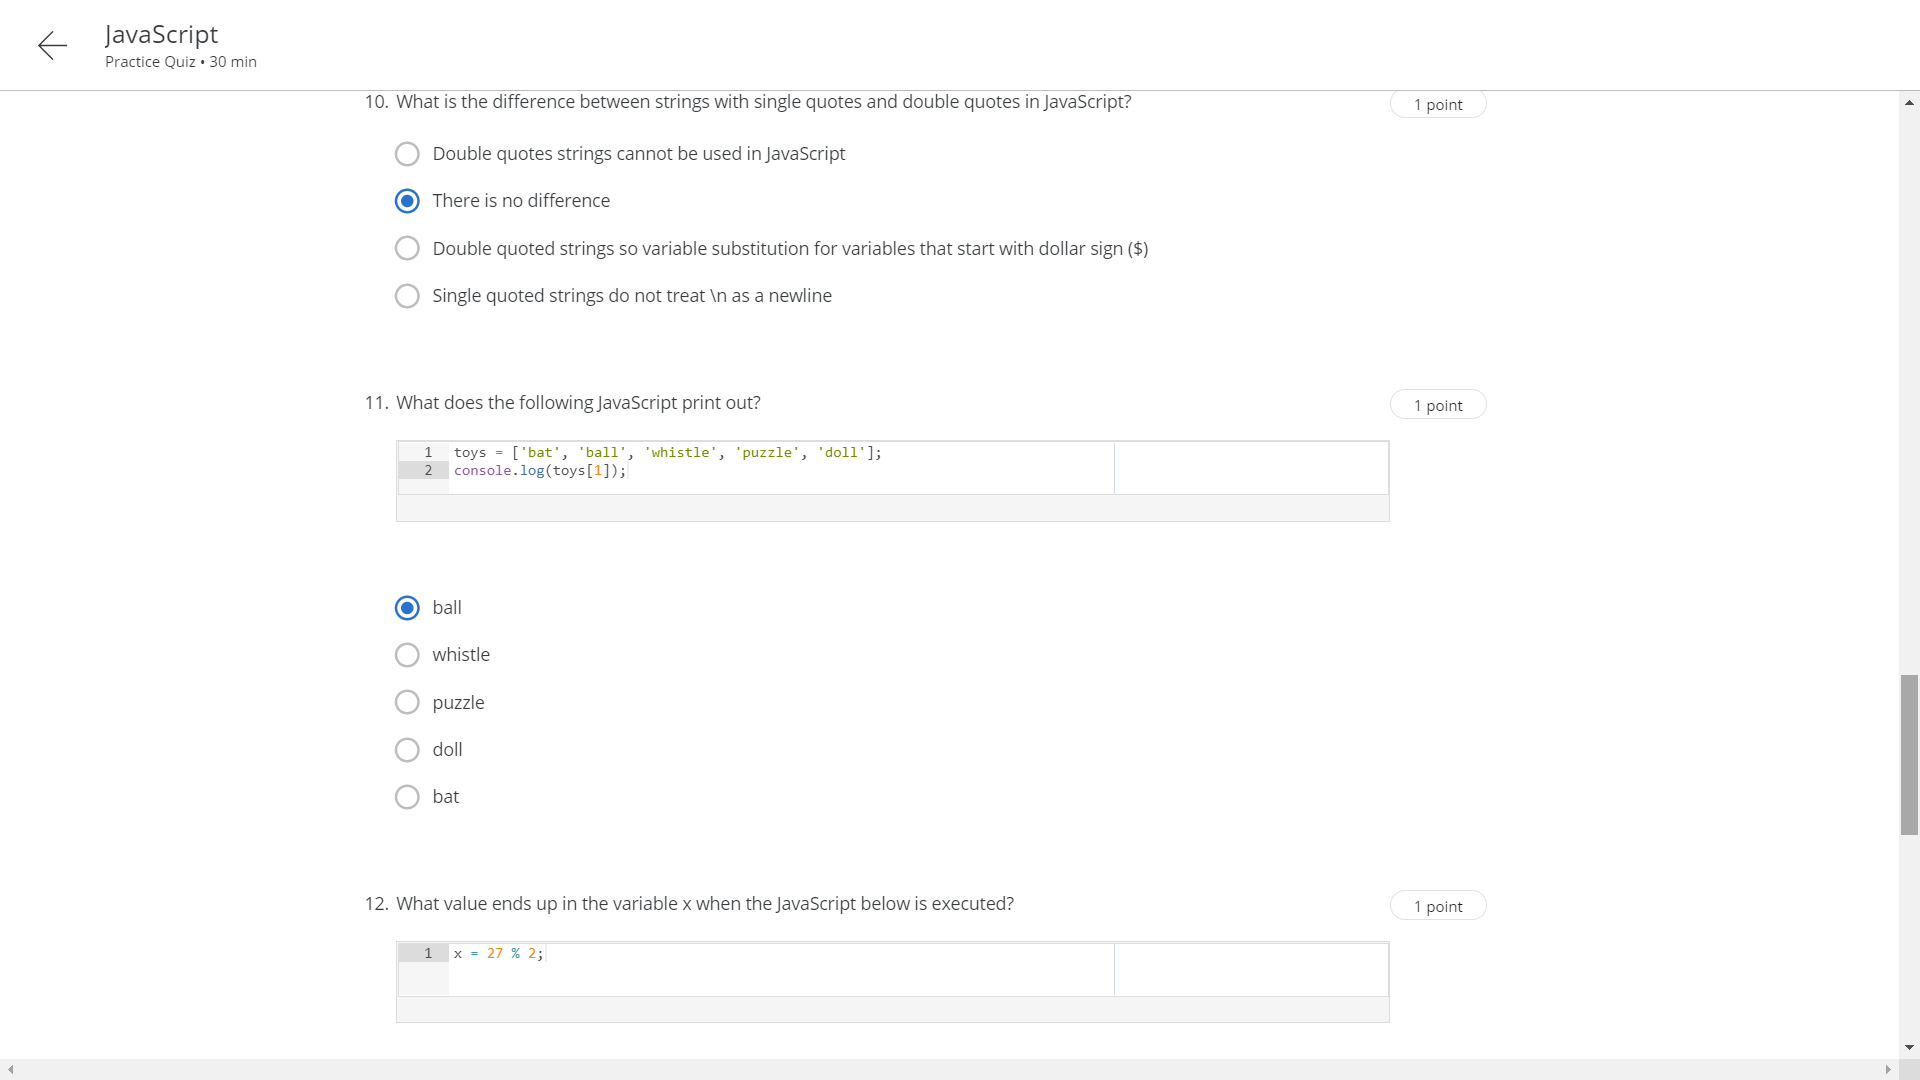 JavaScript
Practice Quiz • 30 min
10. What is the difference between strings with single quotes and double quotes in JavaScript?
1 point
Double quotes strings cannot be used in JavaScript
There is no difference
Double quoted strings so variable substitution for variables that start with dollar sign ($)
Single quoted strings do not treat \n as a newline
11. What does the following JavaScript print out?
1 point
1 toys = ['bat', 'ball', 'whistle', 'puzzle', 'doll'];
2 console.log(toys[1]);
ball
whistle
puzzle
doll
bat
12. What value ends up in the variable x when the JavaScript below is executed?
1 point
1 x = 27 % 2;